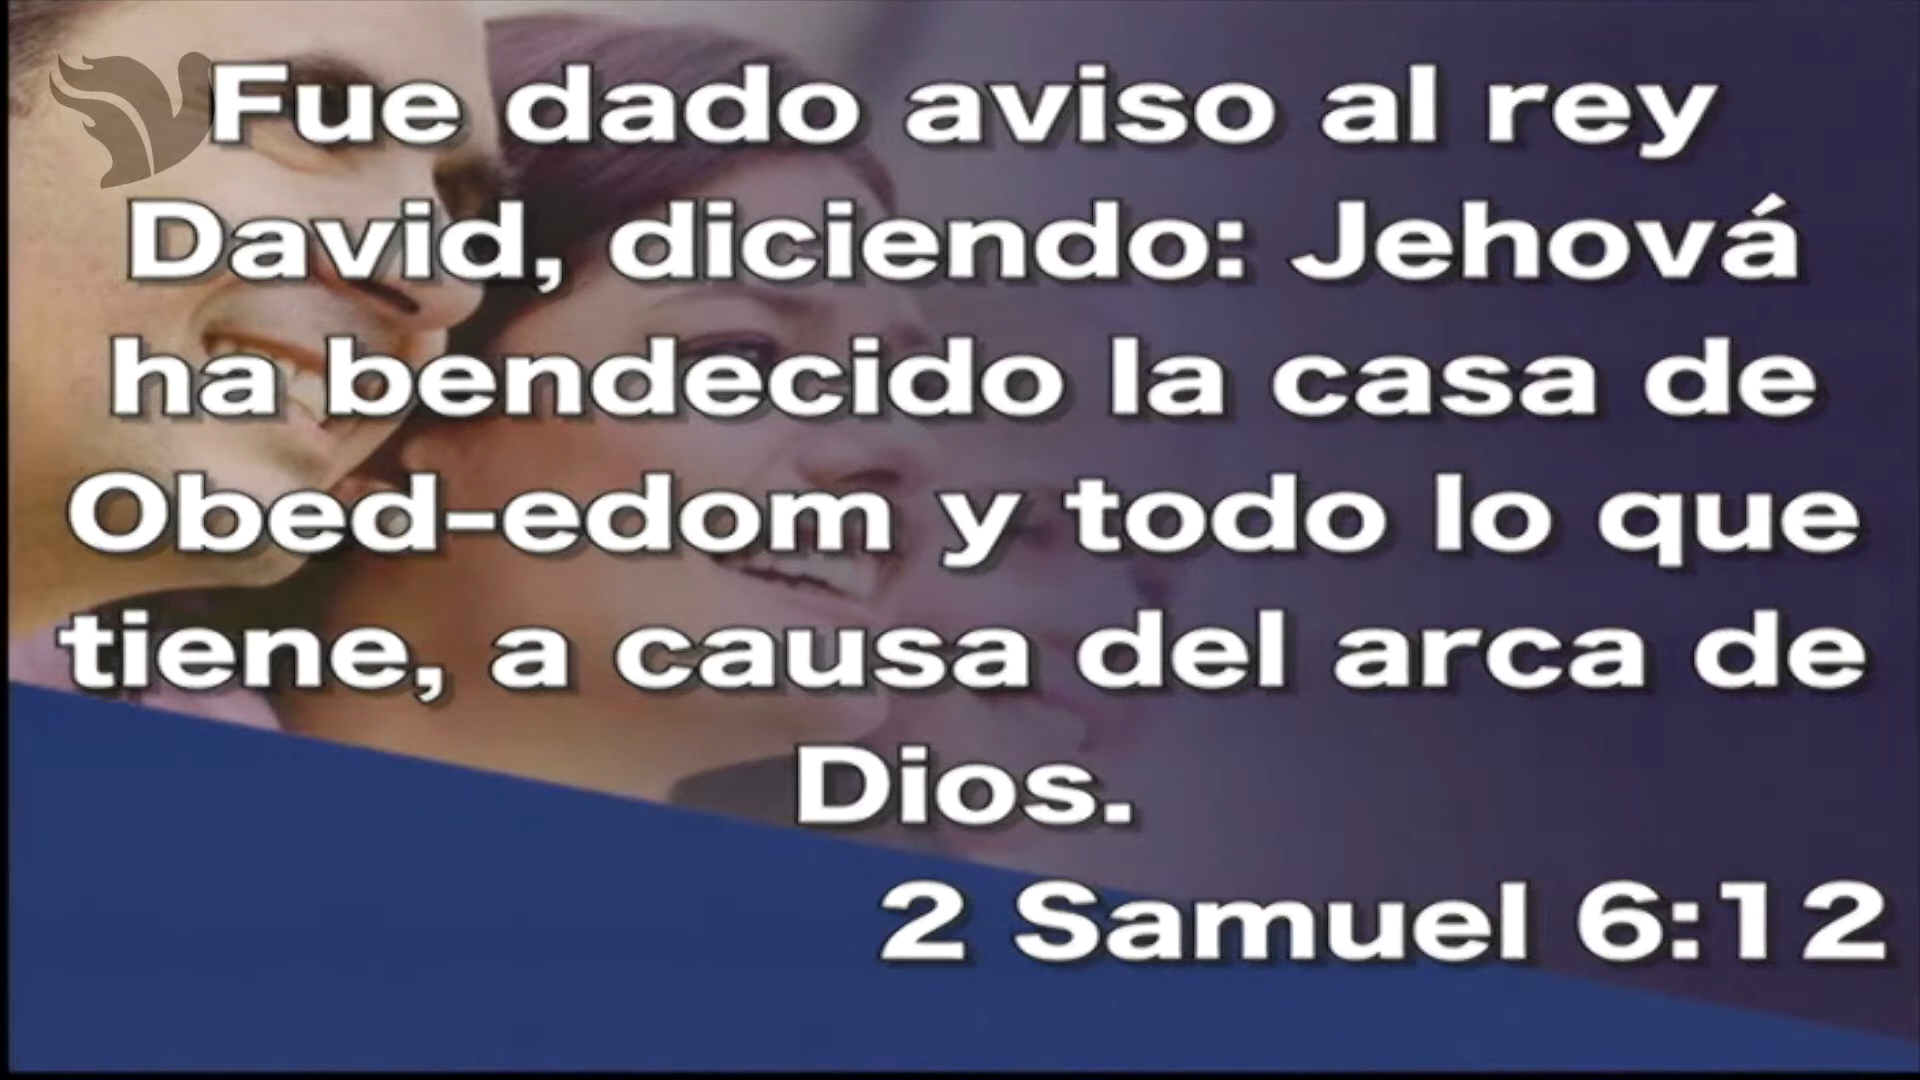 Fue dado aviso al rey
David, diciendo: Jehová
ha bendecido la casa de
Obed-edom y todo lo que
tiene, a causa del arca de
Dios.
2 Samuel 6:12